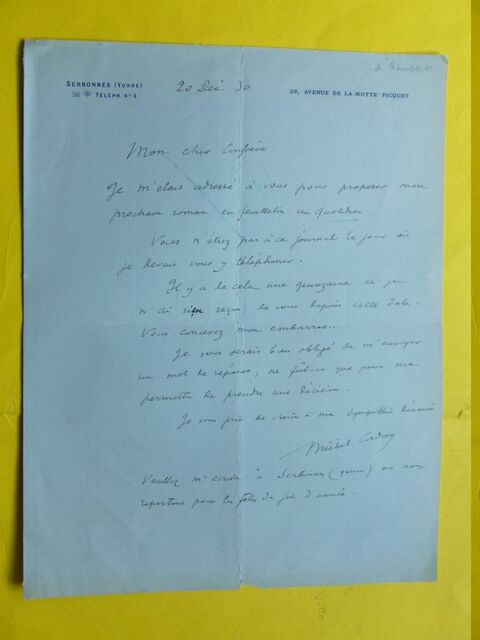 à Gaubert
SERBONNES (YONNE)
TÉLÉPH. Nº 3
20 Déc. 30
39, AVENUE DE LA MOTTE-PICQUET.
Mon cher Confrère
Je m'étais adressé à vous pour proposer mon
prochain roman en feuilleton au Quotidien.
Vous n'étiez pas à ce journal le jour où
je devais vous y téléphoner.
Il y a de cela une quinzaine et je
n'ai rien reçu de vous depuis cette date.
Vous concevez mon embarras...
Je vous serais bien obligé de m'envoyer
un mot de réponse, ne fut-ce que pour me
permettre de prendre une décision.
Je vous prie de croire à ma sympathie dévouée
Michel Corday
Veuillez m'écrire à Serbonnes (Yonne) où nous
repartons pour les fêtes de fin d'année.